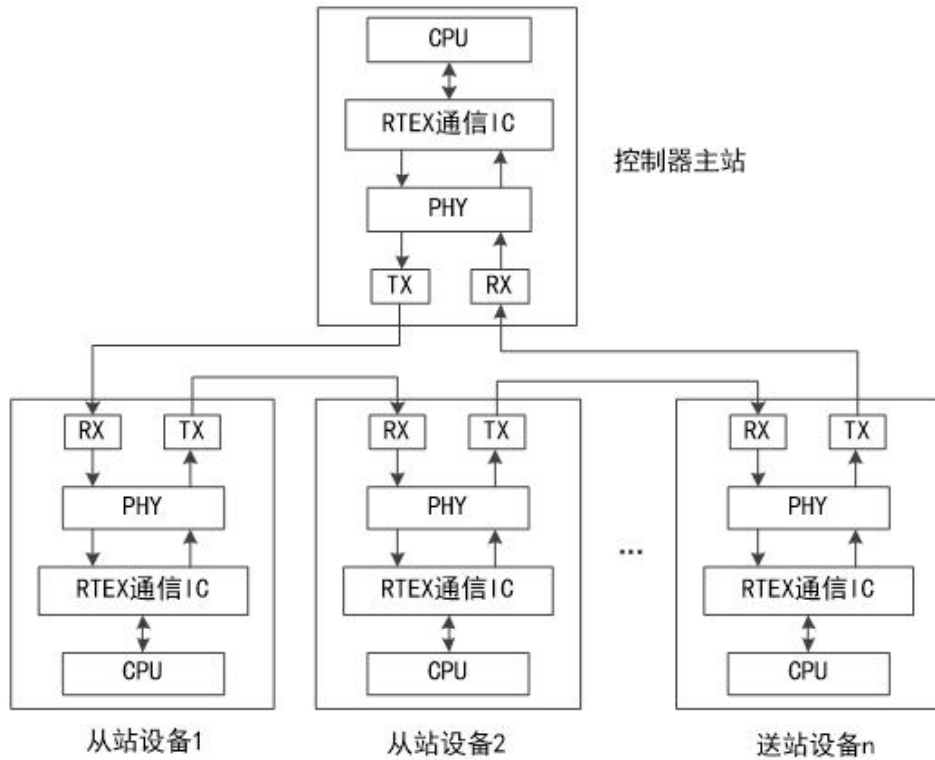 CPU
RTEX通信IC
控制器主站
PHY
TX RX
RX TX RX TX RX TX
PHY PHY PHY
...
RTEX通信IC RTEX通信IC RTEX通信IC
CPU CPU CPU
从站设备1 从站设备2 送站设备n